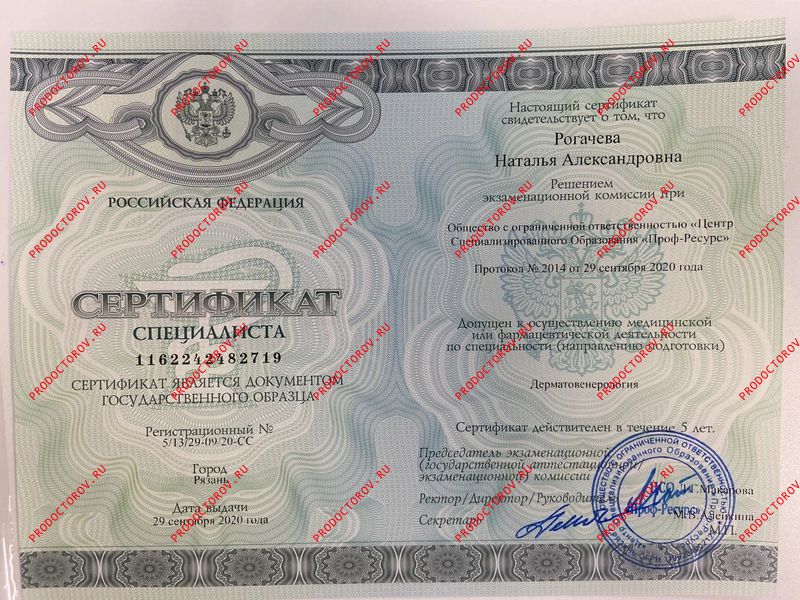 РОССИЙСКАЯ ФЕДЕРАЦИЯ
СЕРТИФИКАТ
СПЕЦИАЛИСТА
1162242482719
СЕРТИФИКАТ ЯВЛЯЕТСЯ ДОКУМЕНТОМ
ГОСУДАРСТВЕННОГО ОБРАЗЦА
Регистрационный №
5/13/29-09/20-СС
Город
Рязань
Дата выдачи
29 сентября 2020 года
Настоящий сертификат
свидетельствует о том, что
Рогачева
Наталья Александровна
Решением
экзаменационной комиссии при
Общество с ограниченной ответственностью «Центр
Специализированного Образования «Проф-Ресурс»
Протокол № 2014 от 29 сентября 2020 года
Допущен к осуществлению медицинской
или фармацевтической деятельности
по специальности (направлению подготовки)
Дерматовенерология
Сертификат действителен в течение 5 лет.
Председатель экзаменационной
(государственной аттестационной)
экзаменационной комиссии
Ректор/Директор/Руководитель
Макарова
Секретарь
М.В.
М.П.
«Проф-Ресурс»
PRODOCTOROV.RU